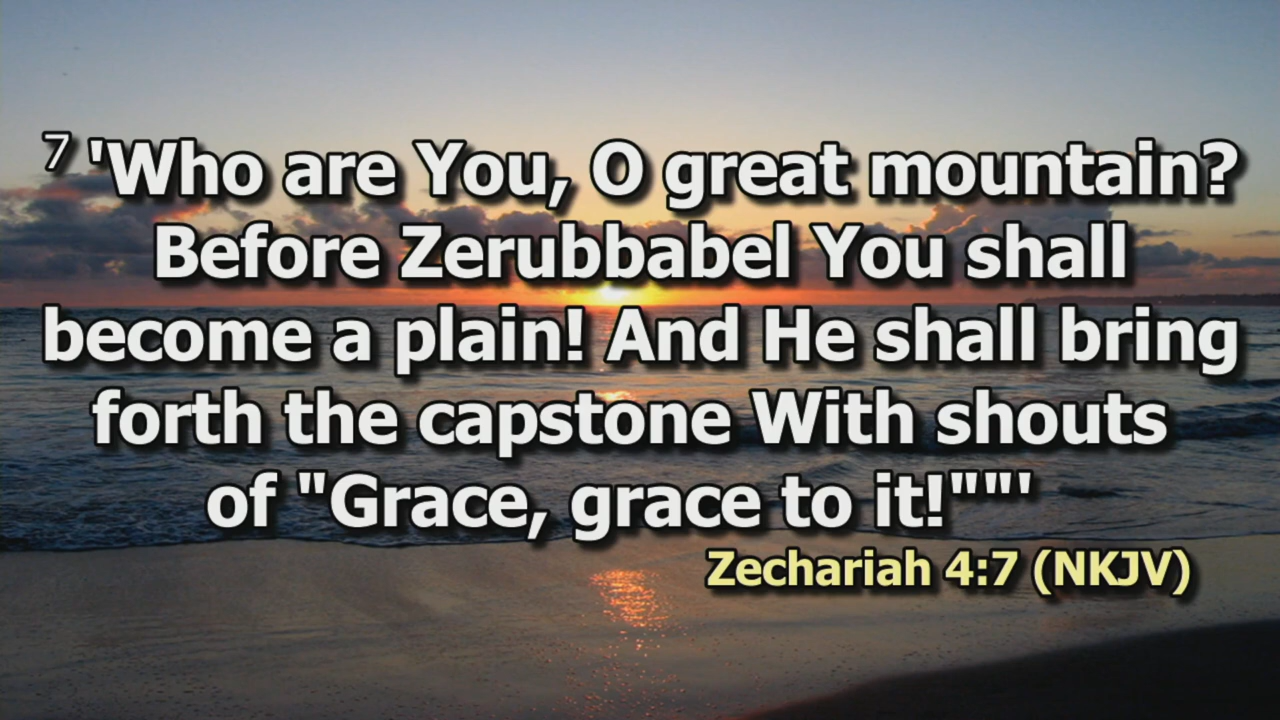 7 'Who are You, O great mountain?
Before Zerubbabel You shall
become a plain! And He shall bring
forth the capstone With shouts
of "Grace, grace to it!""'
Zechariah 4:7 (NKJV)